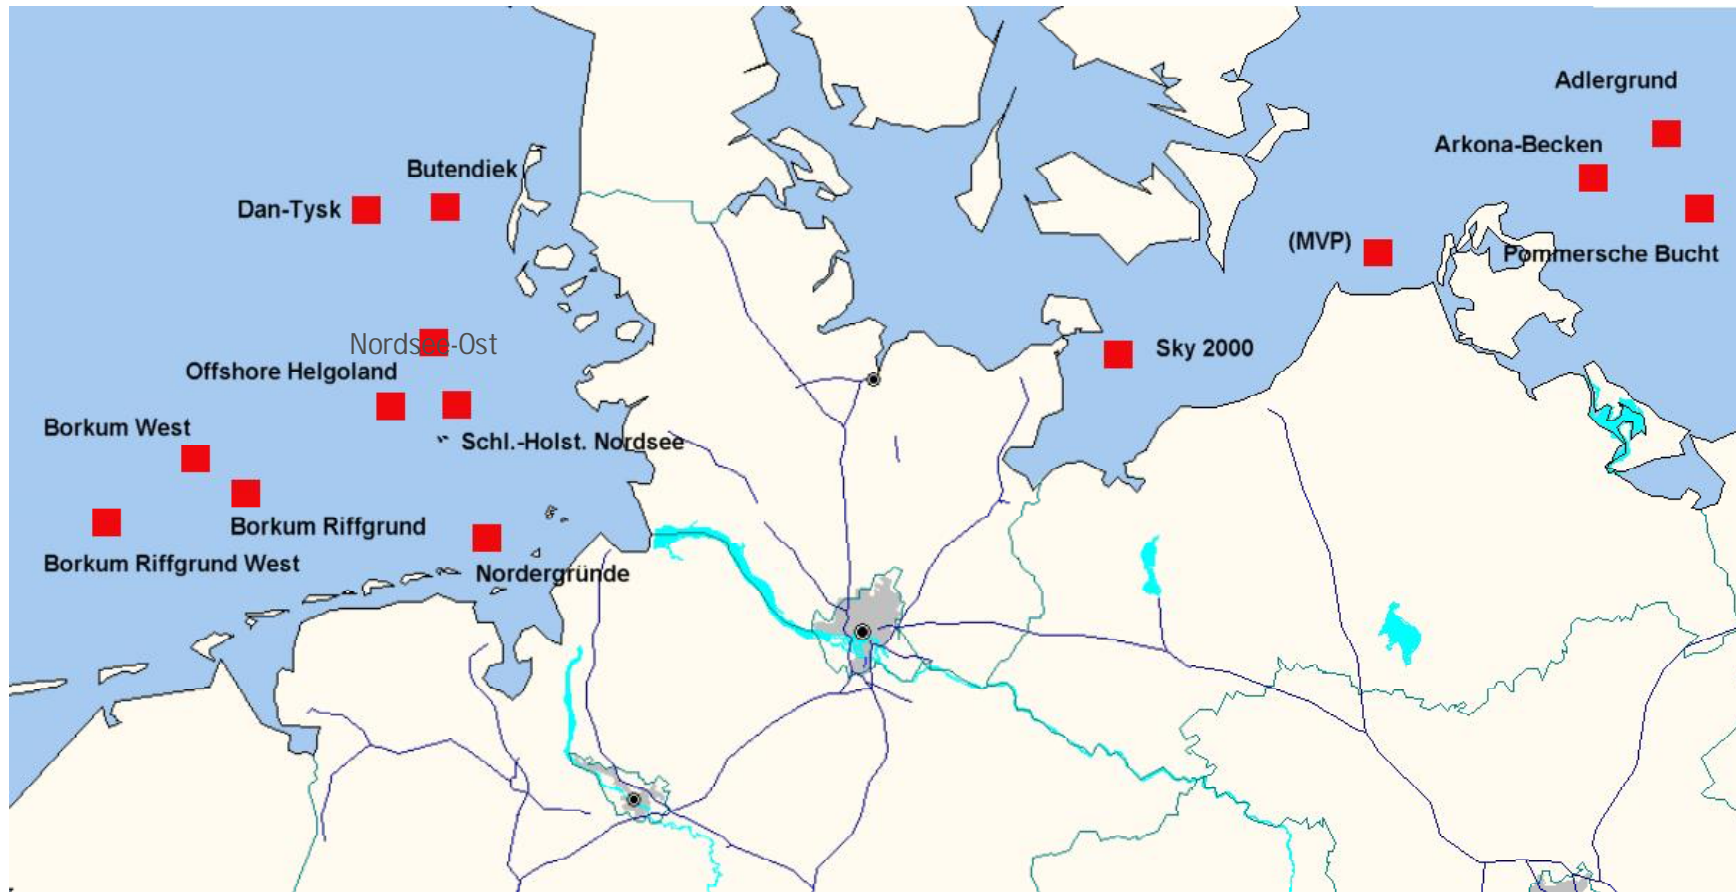 Adlergrund
Arkona-Becken
Butendiek
Dan-Tysk
(MVP)
Pommersche Bucht
Nordsee-Ost
Sky 2000
Offshore Helgoland
Borkum West
Schl.-Holst. Nordsee
Borkum Riffgrund
Borkum Riffgrund West
Nordergründe